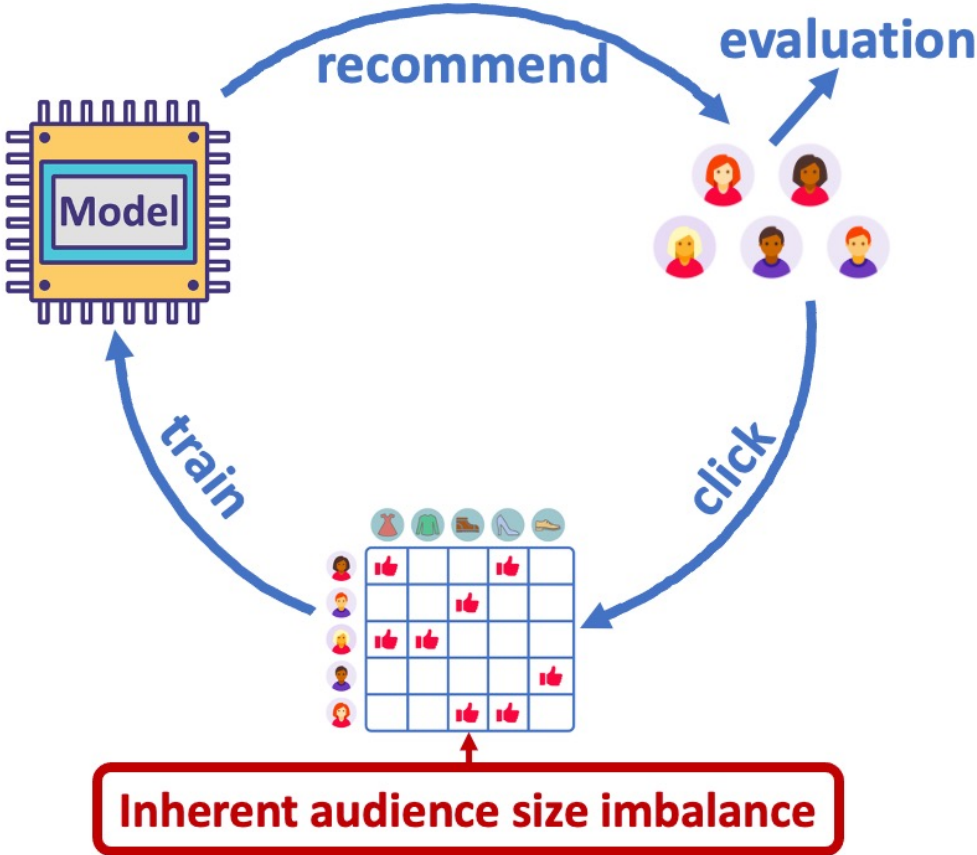 recommend
evaluation
Model
train
click
Inherent audience size imbalance